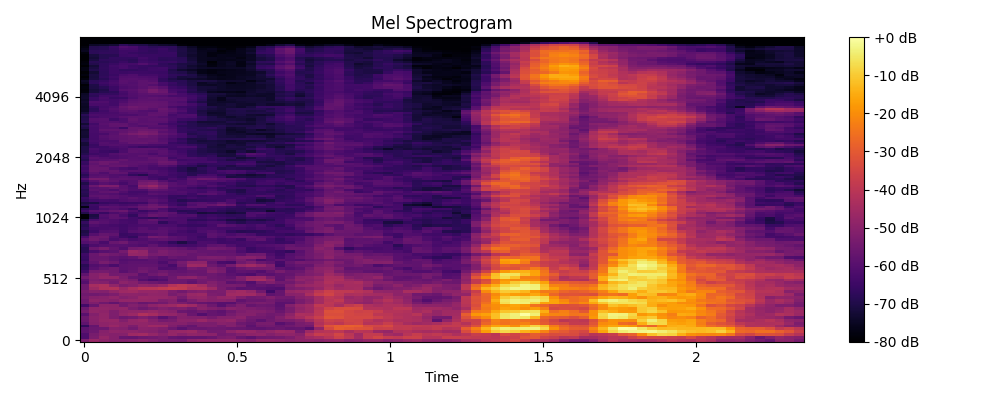 Mel Spectrogram
+0 dB
-10 dB
-20 dB
-30 dB
-40 dB
-50 dB
-60 dB
-70 dB
-80 dB
Hz
4096
2048
1024
512
0
0 0.5 1 1.5 2
Time